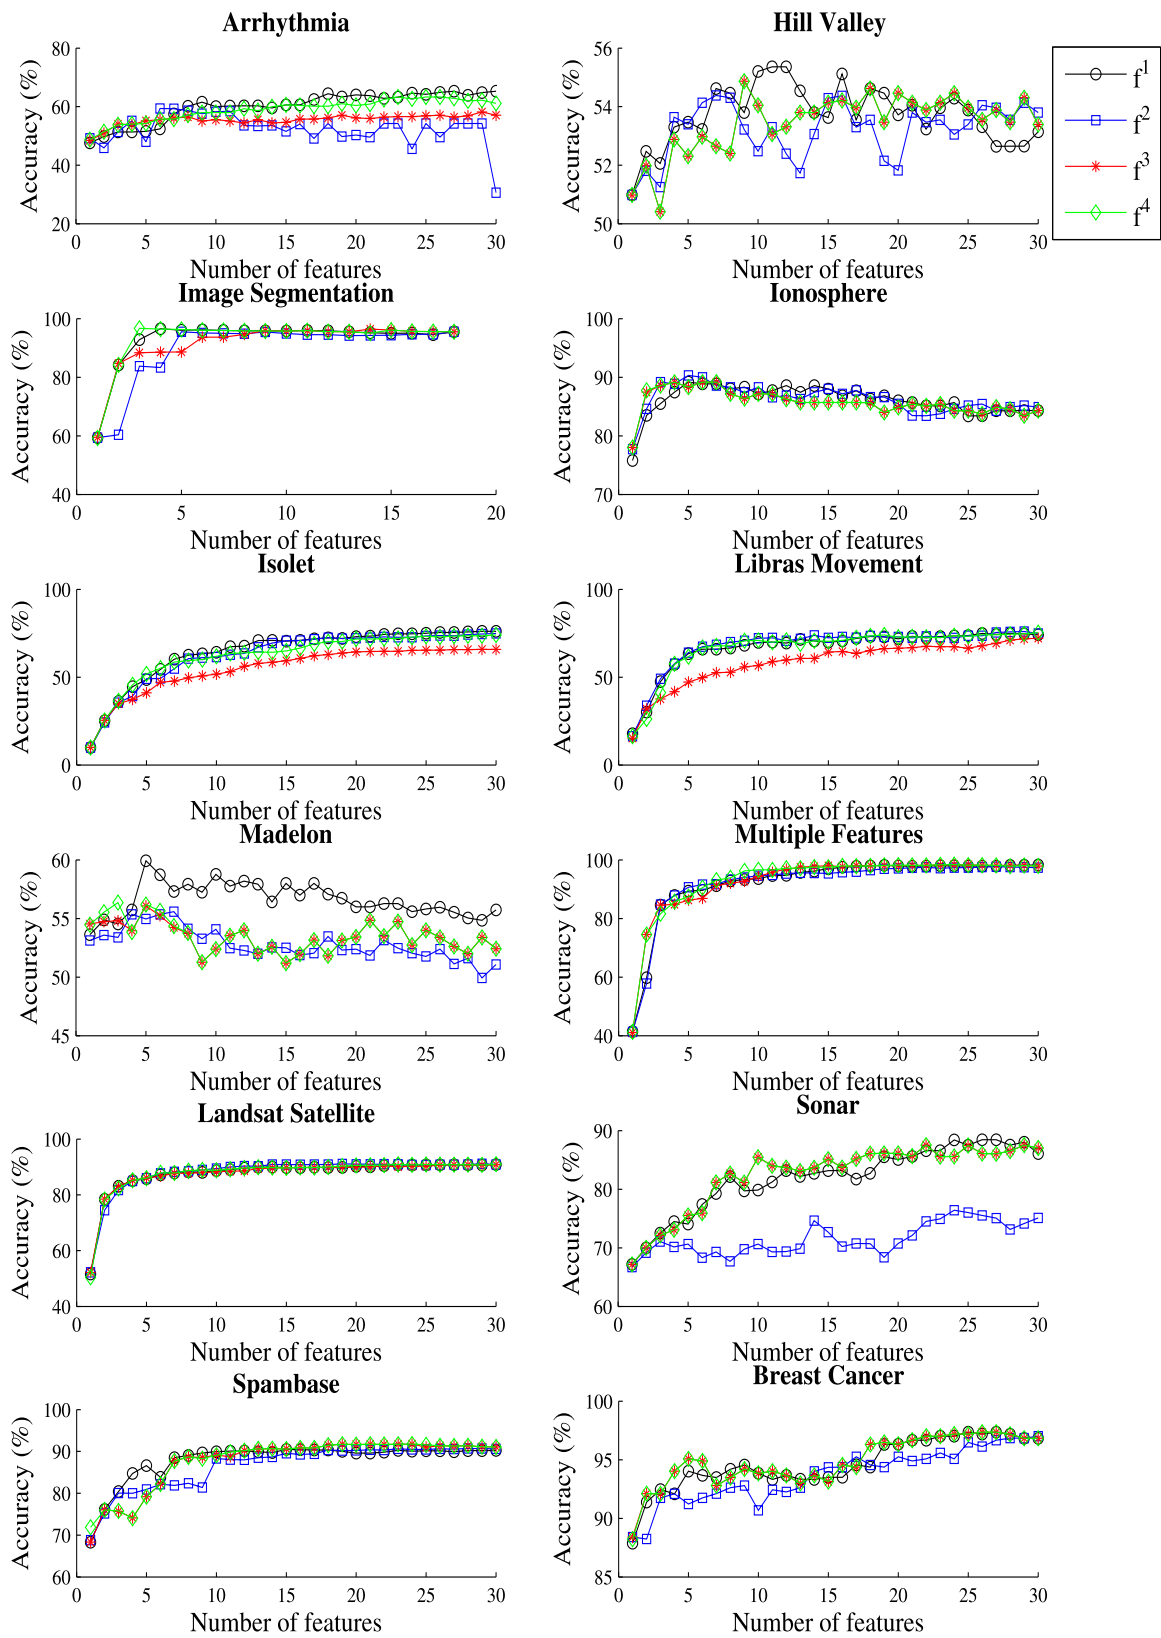 Arrhythmia
Accuracy (%)
80
60
40
20
0 5 10 15 20 25 30
Number of features
Hill Valley
Accuracy (%)
56
54
52
50
0 5 10 15 20 25 30
Number of features
f1
f2
f3
f4
Image Segmentation
Accuracy (%)
100
80
60
40
0 5 10 15 20
Number of features
Ionosphere
Accuracy (%)
100
90
80
70
0 5 10 15 20 25 30
Number of features
Isolet
Accuracy (%)
100
50
0
0 5 10 15 20 25 30
Number of features
Libras Movement
Accuracy (%)
100
50
0
0 5 10 15 20 25 30
Number of features
Madelon
Accuracy (%)
60
55
50
45
0 5 10 15 20 25 30
Number of features
Multiple Features
Accuracy (%)
100
80
60
40
0 5 10 15 20 25 30
Number of features
Landsat Satellite
Accuracy (%)
100
80
60
40
0 5 10 15 20 25 30
Number of features
Sonar
Accuracy (%)
90
80
70
60
0 5 10 15 20 25 30
Number of features
Spambase
Accuracy (%)
100
90
80
70
60
0 5 10 15 20 25 30
Number of features
Breast Cancer
Accuracy (%)
100
95
90
85
0 5 10 15 20 25 30
Number of features